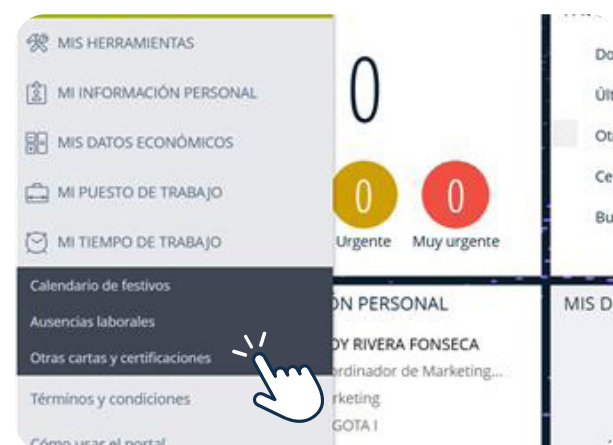 MIS HERRAMIENTAS
MI INFORMACIÓN PERSONAL
MIS DATOS ECONÓMICOS
MI PUESTO DE TRABAJO
MI TIEMPO DE TRABAJO
Calendario de festivos
Ausencias laborales
Otras cartas y certificaciones
Términos y condiciones
Cómo usar el portal
0
0 0
Urgente Muy urgente
ÓN PERSONAL
DY RIVERA FONSECA
ordinador de Marketing...
rketing
GOTA I
Do
Últ
Ot
Ce
Bu
MIS D